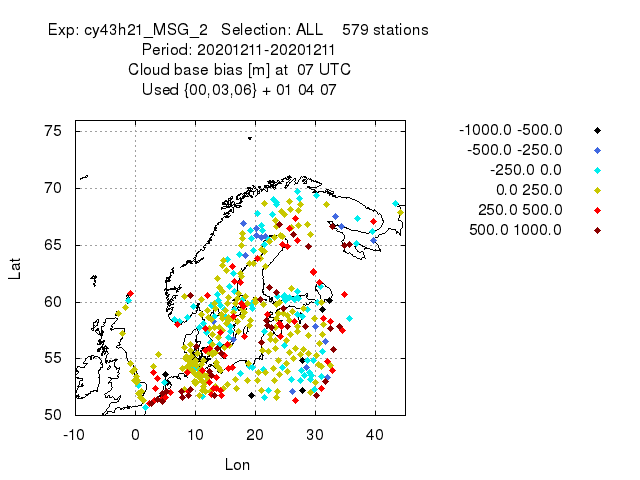 Exp: cy43h21_MSG_2 Selection: ALL 579 stations
Period: 20201211-20201211
Cloud base bias [m] at 07 UTC
Used {00,03,06} + 01 04 07
-1000.0 -500.0
-500.0 -250.0
-250.0 0.0
0.0 250.0
250.0 500.0
500.0 1000.0
75
70
65
60
55
50
Lat
-10 0 10 20 30 40
Lon